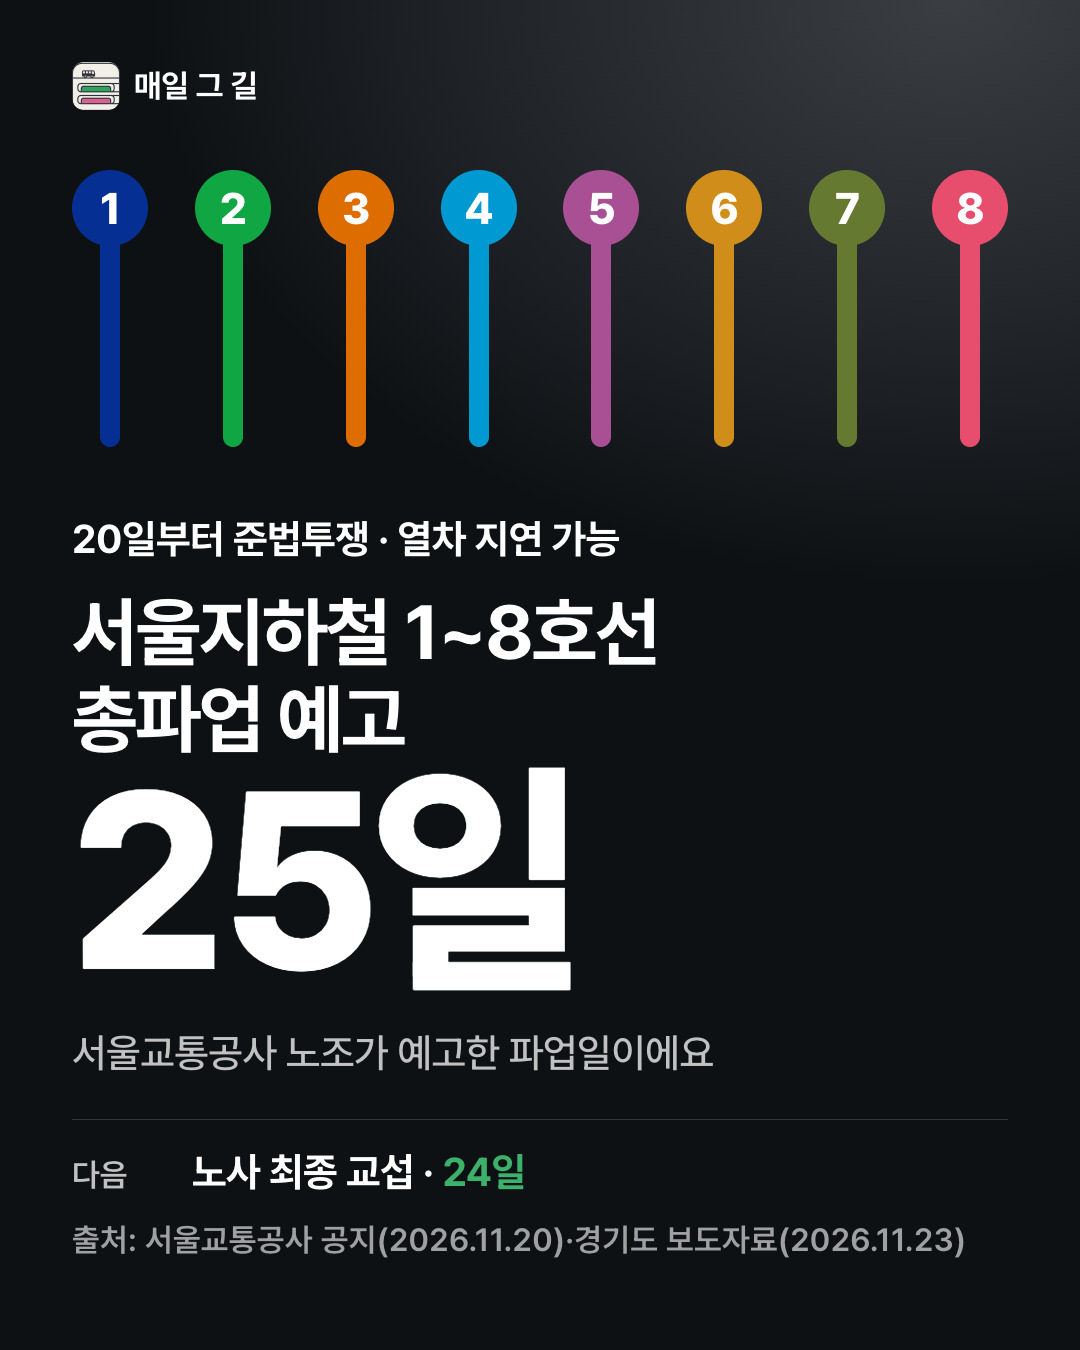 매일 그 길
1 2 3 4 5 6 7 8
20일부터 준법투쟁 · 열차 지연 가능
서울지하철 1~8호선
총파업 예고
25일
서울교통공사 노조가 예고한 파업일이에요
다음 노사 최종 교섭 · 24일
출처: 서울교통공사 공지(2026.11.20)·경기도 보도자료(2026.11.23)